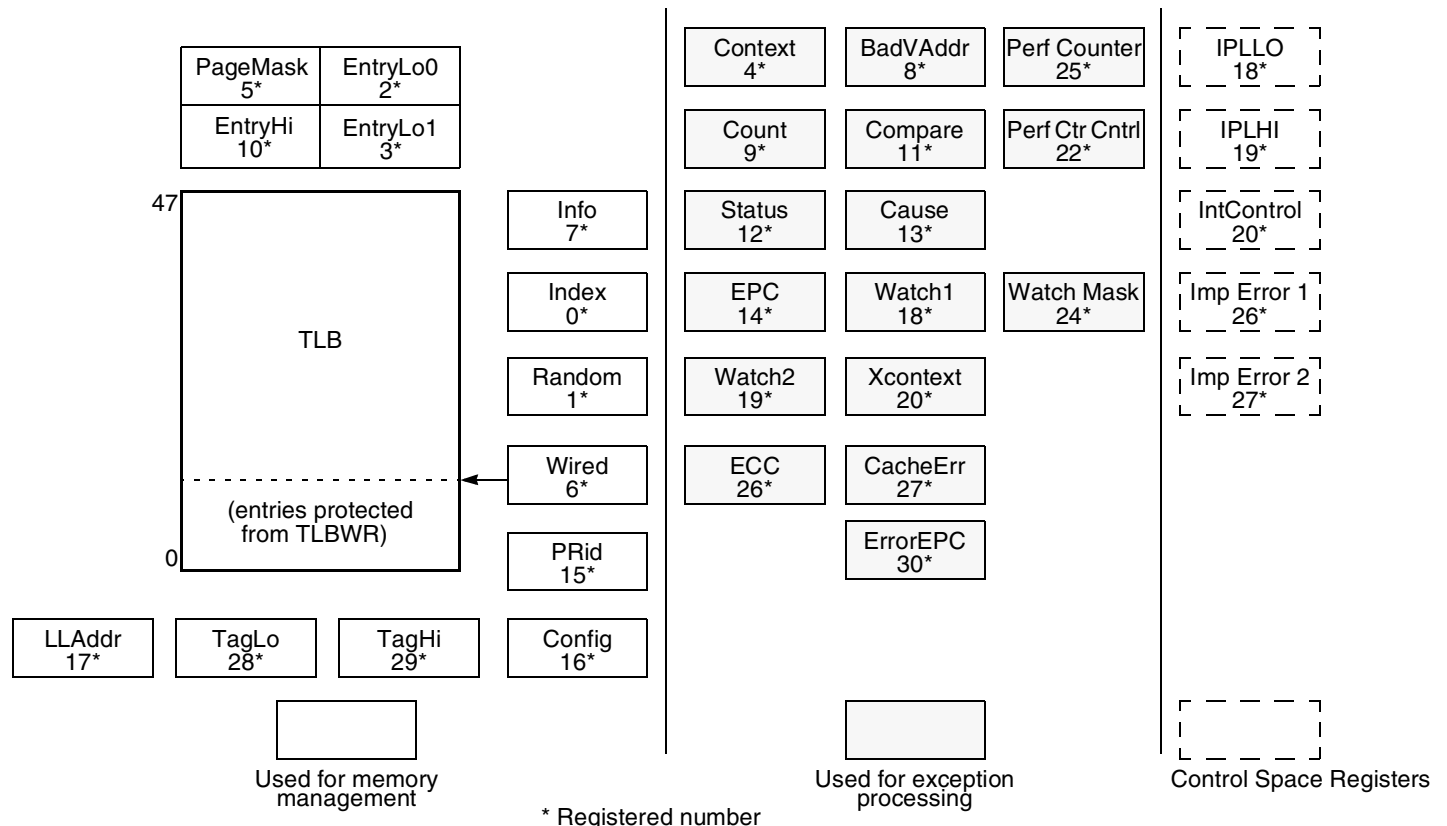 PageMask
5*
EntryLo0
2*
EntryHi
10*
EntryLo1
3*
47
TLB
(entries protected
from TLBWR)
0
Info
7*
Index
0*
Random
1*
Wired
6*
PRid
15*
LLAddr
17*
TagLo
28*
TagHi
29*
Config
16*
Used for memory
management
Context
4*
BadVAddr
8*
Perf Counter
25*
Count
9*
Compare
11*
Perf Ctr Cntrl
22*
Status
12*
Cause
13*
EPC
14*
Watch1
18*
Watch Mask
24*
Watch2
19*
Xcontext
20*
ECC
26*
CacheErr
27*
ErrorEPC
30*
Used for exception
processing
IPLLO
18*
IPLHI
19*
IntControl
20*
Imp Error 1
26*
Imp Error 2
27*
Control Space Registers
* Registered number